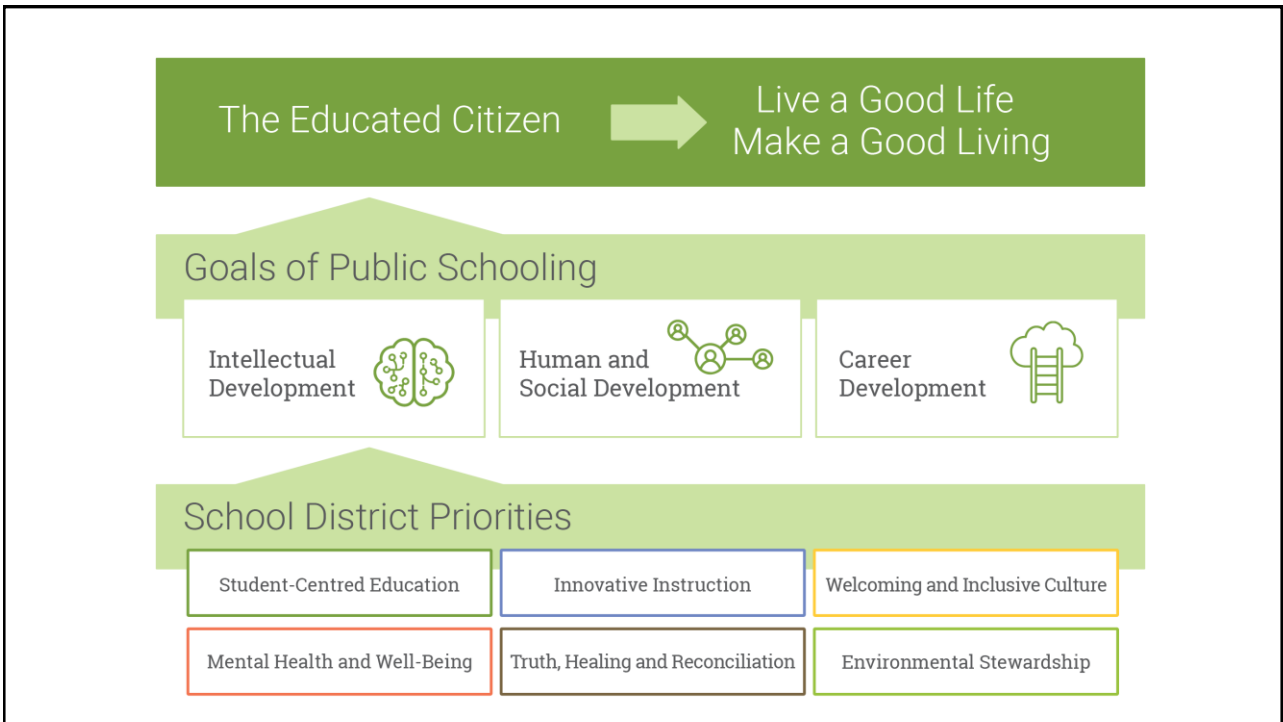 The Educated Citizen
Live a Good Life
Make a Good Living
Goals of Public Schooling
Intellectual
Development
Human and
Social Development
Career
Development
School District Priorities
Student-Centred Education
Innovative Instruction
Welcoming and Inclusive Culture
Mental Health and Well-Being
Truth, Healing and Reconciliation
Environmental Stewardship